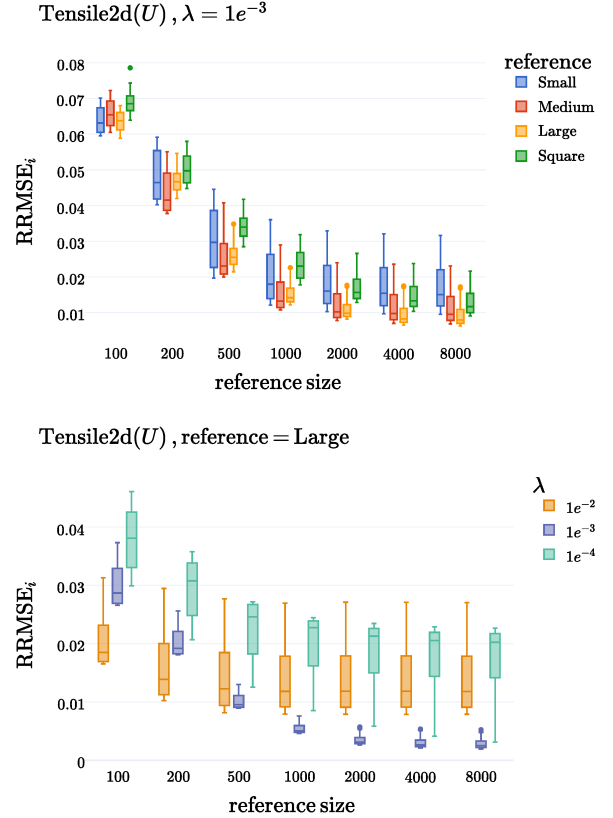 Tensile2d(U) , λ = 1e⁻³
reference
Small
Medium
Large
Square
RRMSEᵢ
0.08
0.07
0.06
0.05
0.04
0.03
0.02
0.01
100 200 500 1000 2000 4000 8000
reference size
Tensile2d(U) , reference = Large
λ
1e⁻²
1e⁻³
1e⁻⁴
RRMSEᵢ
0.04
0.03
0.02
0.01
0
100 200 500 1000 2000 4000 8000
reference size